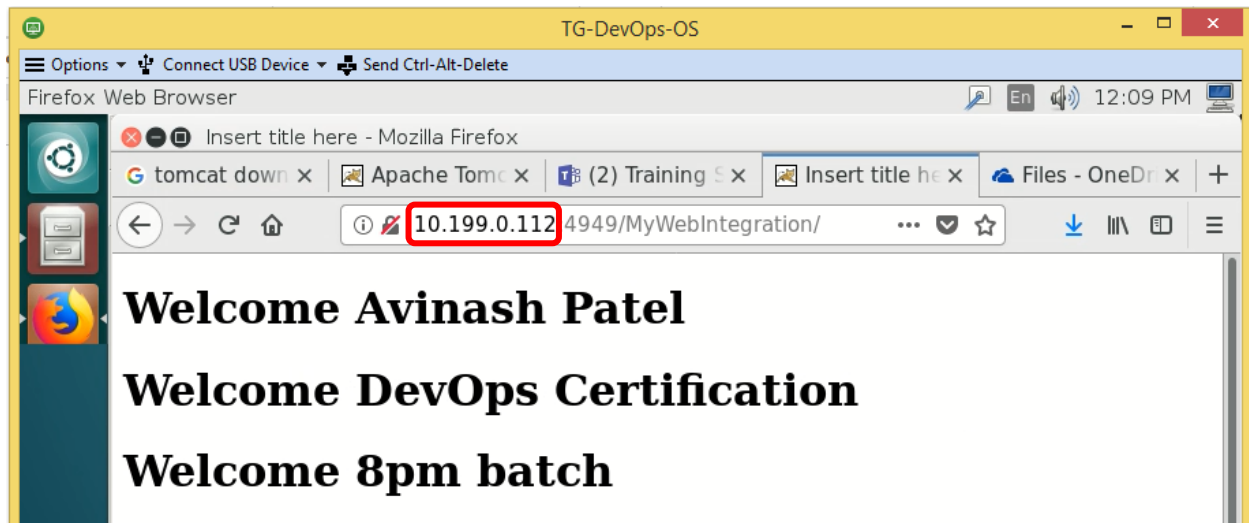 TG-DevOps-OS
Options Connect USB Device Send Ctrl-Alt-Delete
Firefox Web Browser En 12:09 PM
Insert title here - Mozilla Firefox
G tomcat down Apache Tomc (2) Training S Insert title he Files - OneDri
10.199.0.112:4949/MyWebIntegration/
Welcome Avinash Patel
Welcome DevOps Certification
Welcome 8pm batch